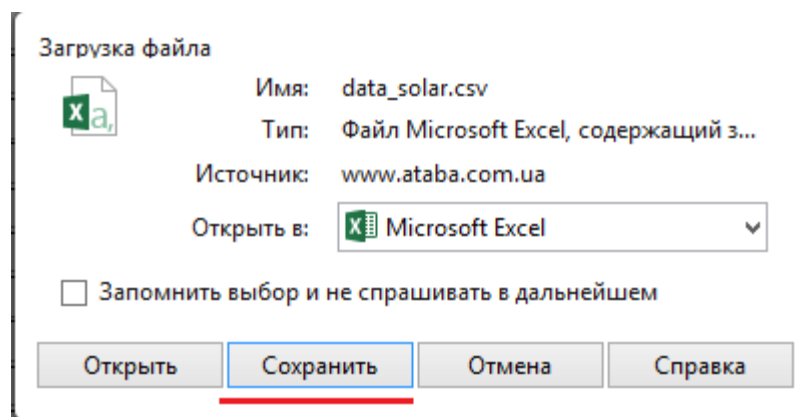 Загрузка файла
Имя: data_solar.csv
Тип: Файл Microsoft Excel, содержащий з...
Источник: www.ataba.com.ua
Открыть в: Microsoft Excel
Запомнить выбор и не спрашивать в дальнейшем
Открыть Сохранить Отмена Справка